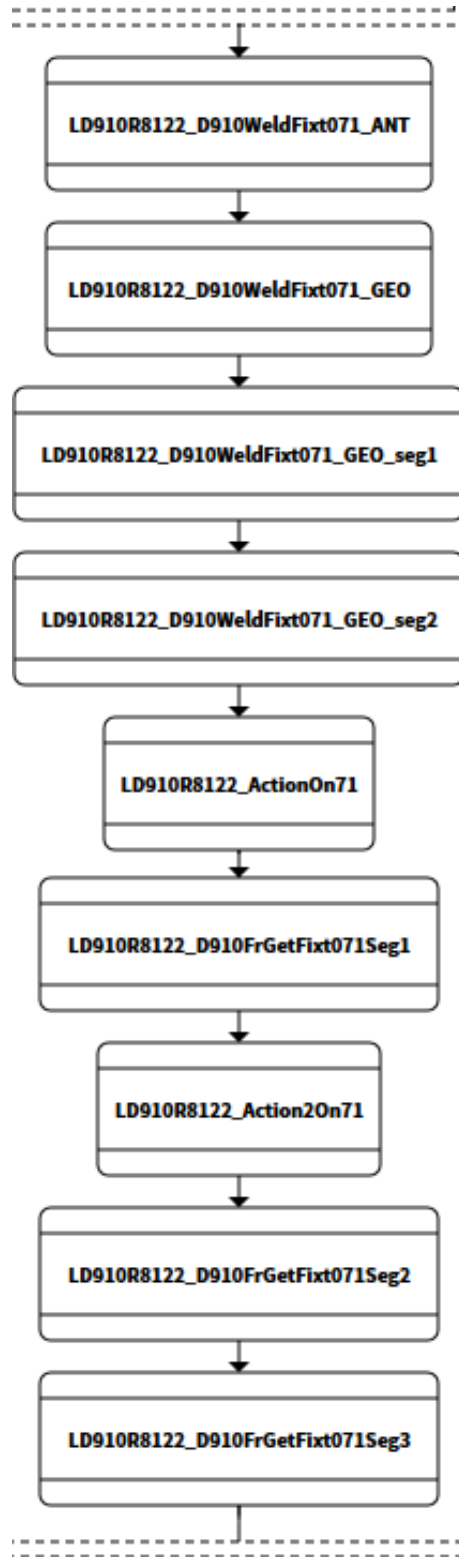 LD910R8122_D910WeldFixt071_ANT
LD910R8122_D910WeldFixt071_GEO
LD910R8122_D910WeldFixt071_GEO_seg1
LD910R8122_D910WeldFixt071_GEO_seg2
LD910R8122_ActionOn71
LD910R8122_D910FrGetFixt071Seg1
LD910R8122_Action2On71
LD910R8122_D910FrGetFixt071Seg2
LD910R8122_D910FrGetFixt071Seg3